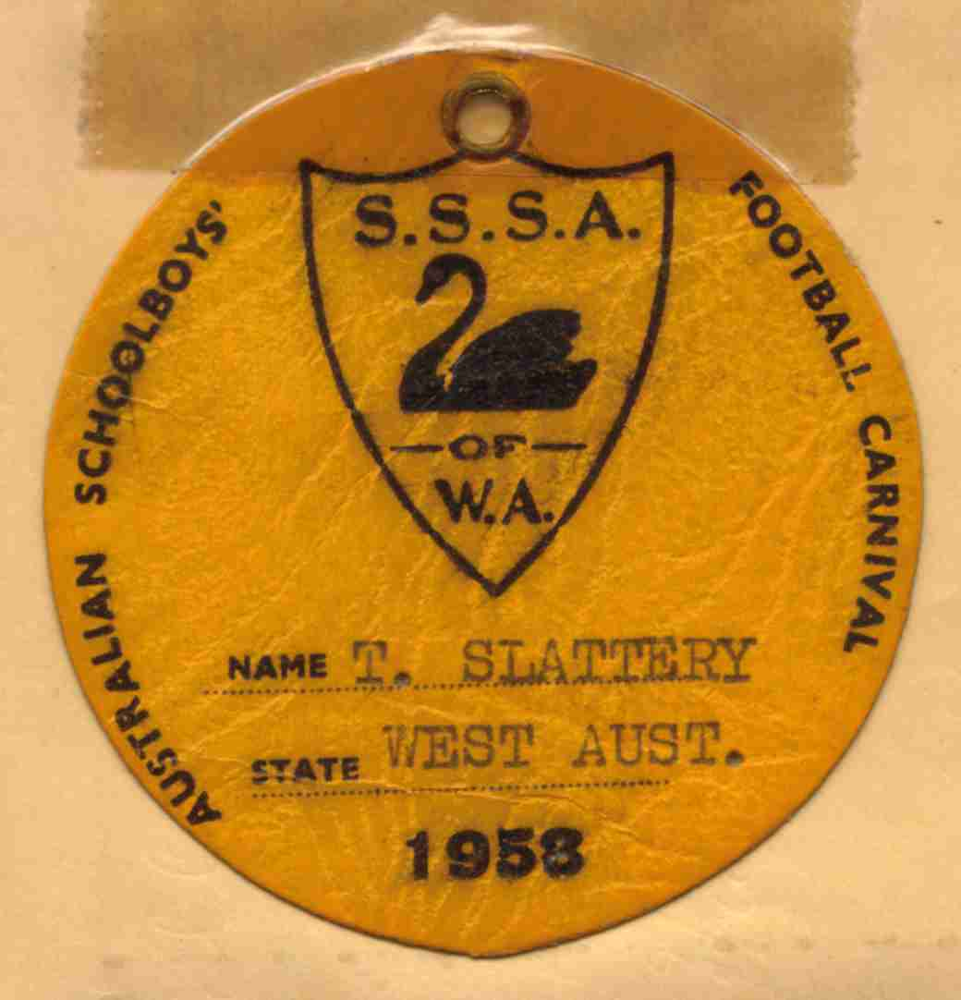 AUSTRALIAN SCHOOLBOYS'
FOOTBALL CARNIVAL
S.S.S.A.
OF
W.A.
NAME T. SLATTERY
STATE WEST AUST.
1958